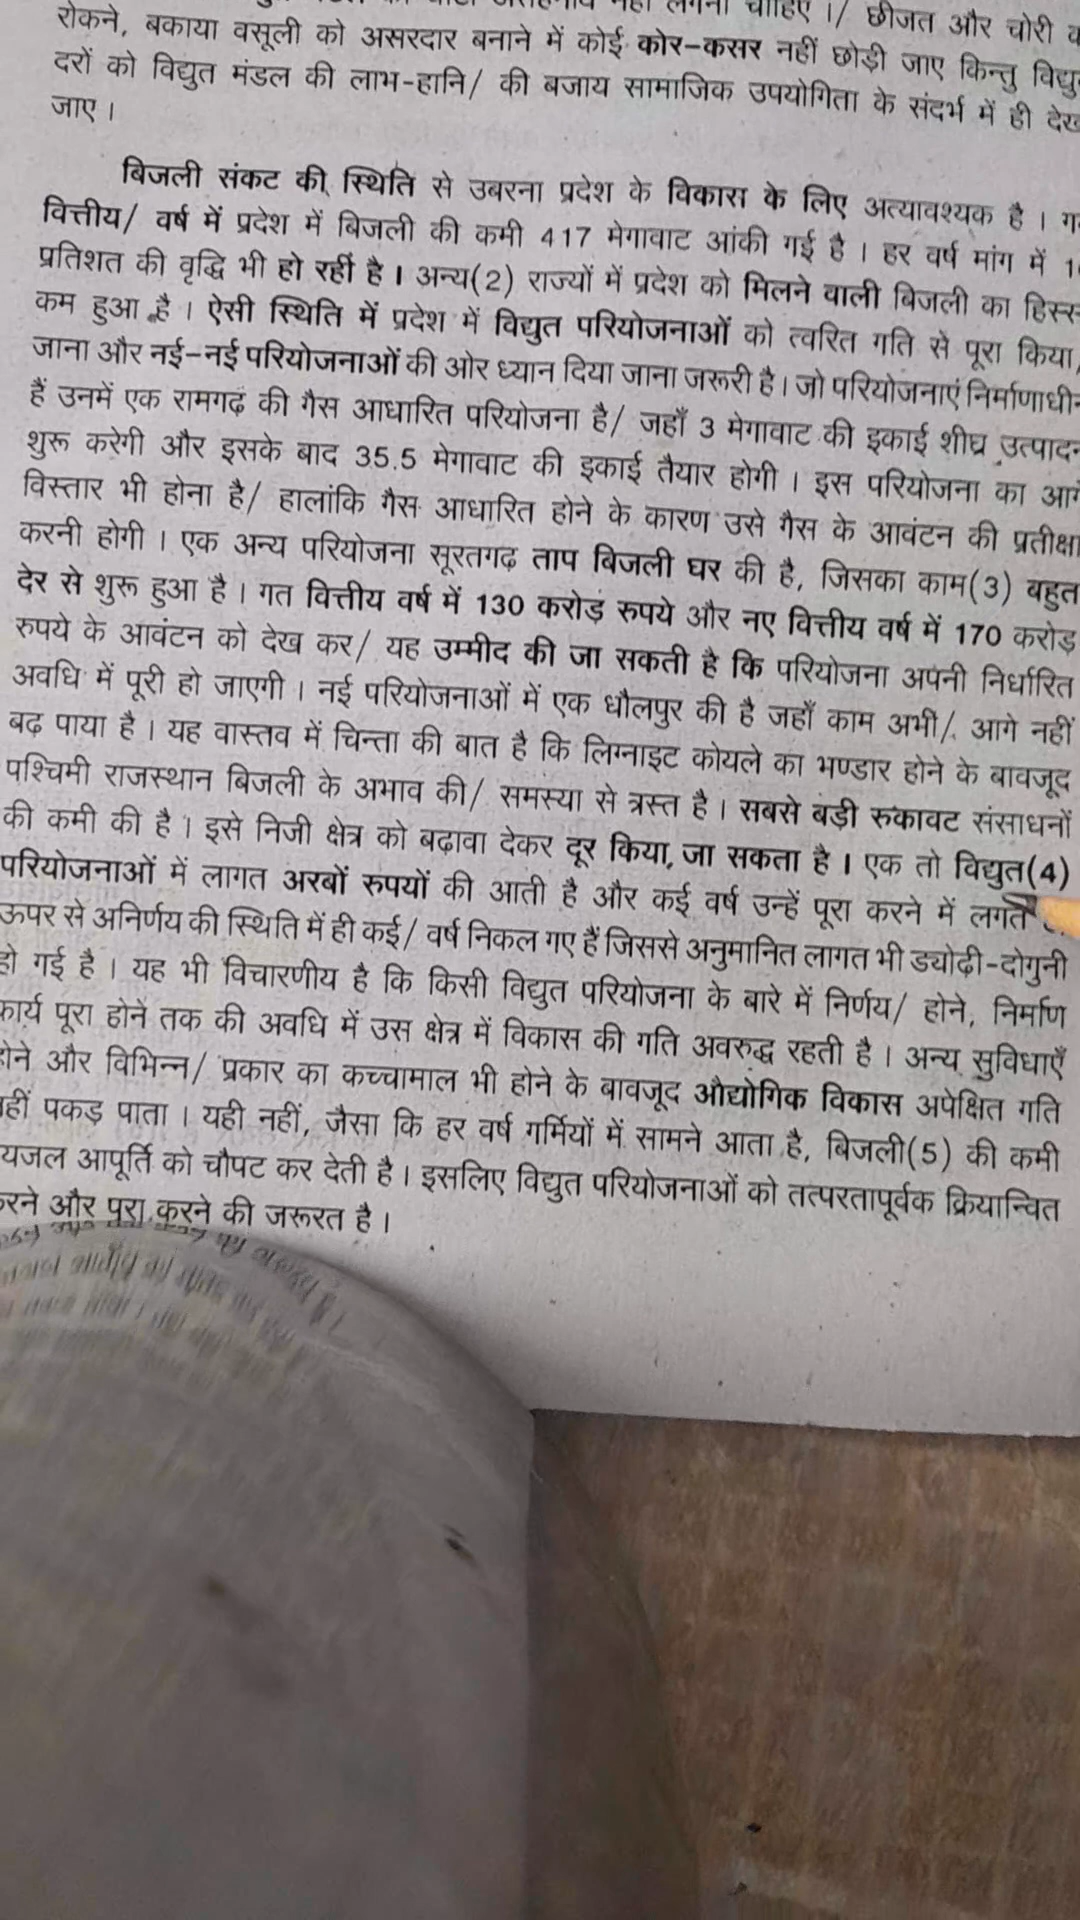 लगना चाहिए ।/ छीजत और चोरी
रोकने, बकाया वसूली को असरदार बनाने में कोई कोर-कसर नहीं छोड़ी जाए किन्तु
दरों को विद्युत मंडल की लाभ-हानि/ की बजाय सामाजिक उपयोगिता के संदर्भ में ही
जाए ।
बिजली संकट की स्थिति से उबरना प्रदेश के विकास के लिए अत्यावश्यक है ।
वित्तीय/ वर्ष में प्रदेश में बिजली की कमी 417 मेगावाट आंकी गई है । हर वर्ष मांग में
प्रतिशत की वृद्धि भी हो रही है । अन्य(2) राज्यों में प्रदेश को मिलने वाली बिजली का
कम हुआ है । ऐसी स्थिति में प्रदेश में विद्युत परियोजनाओं को त्वरित गति से पूरा किया
जाना और नई-नई परियोजनाओं की ओर ध्यान दिया जाना जरूरी है । जो परियोजनाएं
हैं उनमें एक रामगढ़ की गैस आधारित परियोजना है/ जहाँ 3 मेगावाट की इकाई शीघ्र
शुरू करेगी और इसके बाद 35.5 मेगावाट की इकाई तैयार होगी । इस परियोजना का
विस्तार भी होना है/ हालांकि गैस आधारित होने के कारण उसे गैस के आवंटन की प्रतीक्षा
करनी होगी । एक अन्य परियोजना सूरतगढ़ ताप बिजली घर की है, जिसका काम(3) बहुत
देर से शुरू हुआ है । गत वित्तीय वर्ष में 130 करोड़ रुपये और नए वित्तीय वर्ष में 170 करोड़
रुपये के आवंटन को देख कर/ यह उम्मीद की जा सकती है कि परियोजना अपनी निर्धारित
अवधि में पूरी हो जाएगी । नई परियोजनाओं में एक धौलपुर की है जहाँ काम अभी/ आगे नहीं
बढ़ पाया है । यह वास्तव में चिन्ता की बात है कि लिग्नाइट कोयले का भण्डार होने के बावजूद
पश्चिमी राजस्थान बिजली के अभाव की/ समस्या से त्रस्त है । सबसे बड़ी रुकावट संसाधनों
की कमी की है । इसे निजी क्षेत्र को बढ़ावा देकर दूर किया जा सकता है । एक तो विद्युत(4)
परियोजनाओं में लागत अरबों रुपयों की आती है और कई वर्ष उन्हें पूरा करने में लगते
ऊपर से अनिर्णय की स्थिति में ही कई/ वर्ष निकल गए हैं जिससे अनुमानित लागत भी ड्योढ़ी-दोगुनी
हो गई है । यह भी विचारणीय है कि किसी विद्युत परियोजना के बारे में निर्णय/ होने, निर्माण
कार्य पूरा होने तक की अवधि में उस क्षेत्र में विकास की गति अवरुद्ध रहती है । अन्य सुविधाएँ
होने और विभिन्न/ प्रकार का कच्चामाल भी होने के बावजूद औद्योगिक विकास अपेक्षित गति
नहीं पकड़ पाता । यही नहीं, जैसा कि हर वर्ष गर्मियों में सामने आता है, बिजली(5) की कमी
आपूर्ति को चौपट कर देती है । इसलिए विद्युत परियोजनाओं को तत्परतापूर्वक क्रियान्वित
करने और पूरा करने की जरूरत है ।